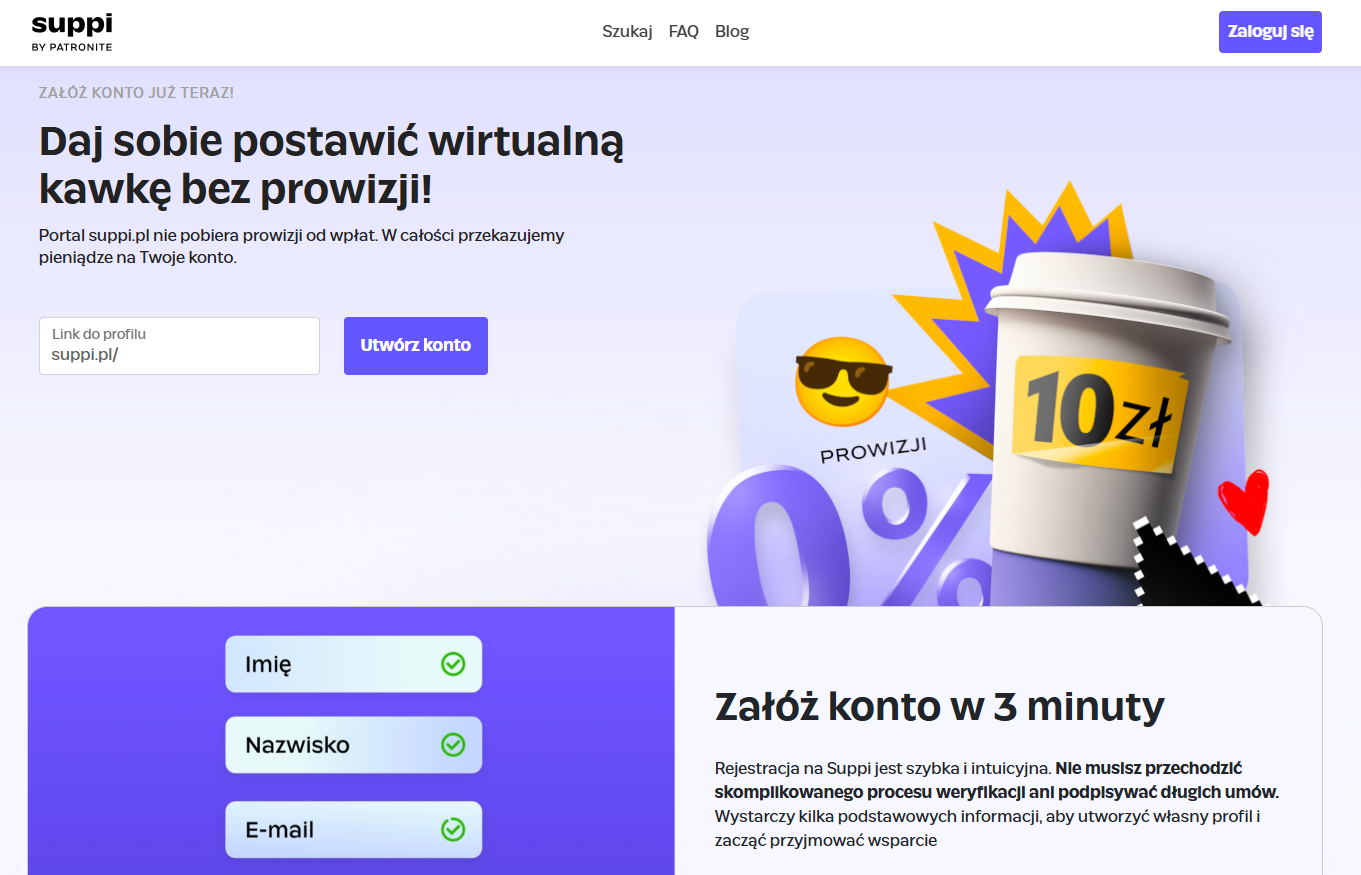 suppi
BY PATRONITE
Szukaj FAQ Blog
Zaloguj się
ZAŁÓŻ KONTO JUŻ TERAZ!
Daj sobie postawić wirtualną
kawkę bez prowizji!
Portal suppi.pl nie pobiera prowizji od wpłat. W całości przekazujemy
pieniądze na Twoje konto.
Link do profilu
suppi.pl/
Utwórz konto
10 zł
PROWIZJI
0%
Imię
Nazwisko
E-mail
Załóż konto w 3 minuty
Rejestracja na Suppi jest szybka i intuicyjna. Nie musisz przechodzić
skomplikowanego procesu weryfikacji ani podpisywać długich umów.
Wystarczy kilka podstawowych informacji, aby utworzyć własny profil i
zacząć przyjmować wsparcie